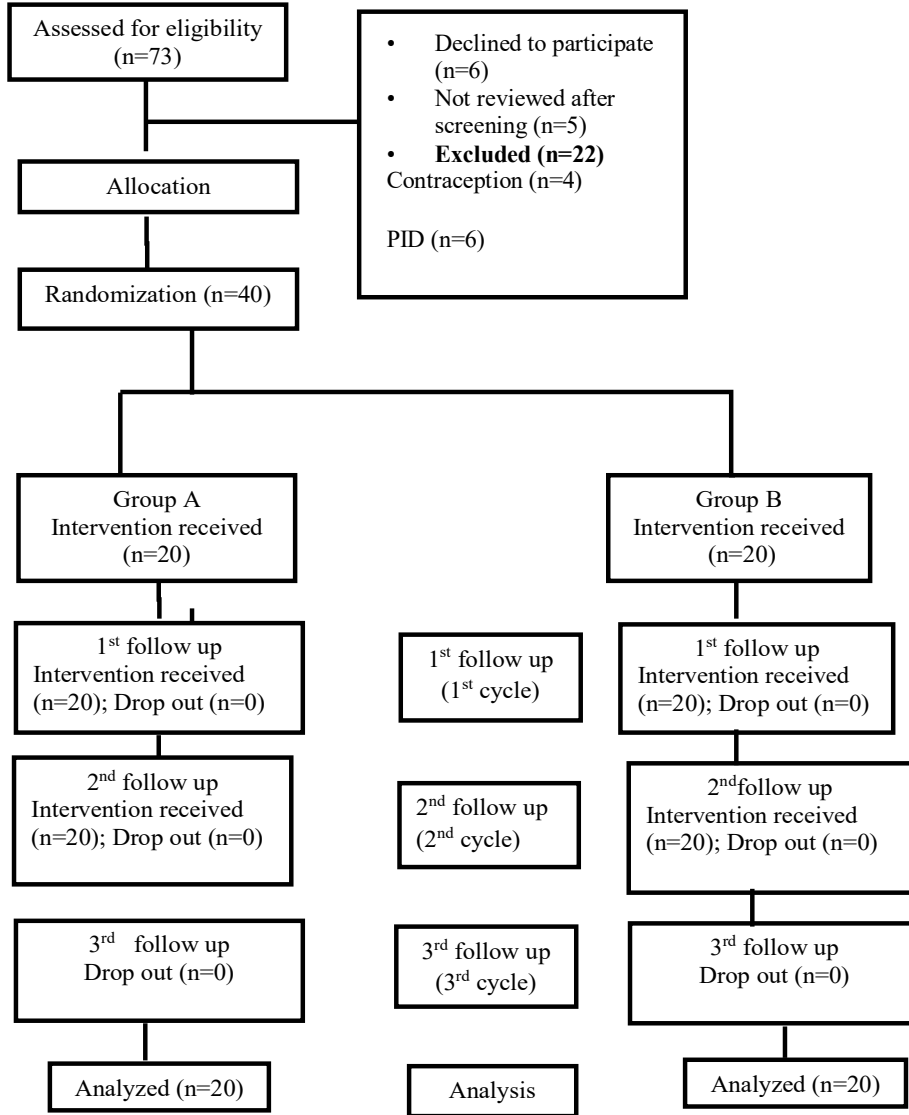 Assessed for eligibility
(n=73)
• Declined to participate
(n=6)
• Not reviewed after
screening (n=5)
• Excluded (n=22)
Contraception (n=4)
PID (n=6)
Allocation
Randomization (n=40)
Group A
Intervention received
(n=20)
Group B
Intervention received
(n=20)
1st follow up
Intervention received
(n=20); Drop out (n=0)
1st follow up
(1st cycle)
1st follow up
Intervention received
(n=20); Drop out (n=0)
2nd follow up
Intervention received
(n=20); Drop out (n=0)
2nd follow up
(2nd cycle)
2ndfollow up
Intervention received
(n=20); Drop out (n=0)
3rd follow up
Drop out (n=0)
3rd follow up
(3rd cycle)
3rd follow up
Drop out (n=0)
Analyzed (n=20)
Analysis
Analyzed (n=20)